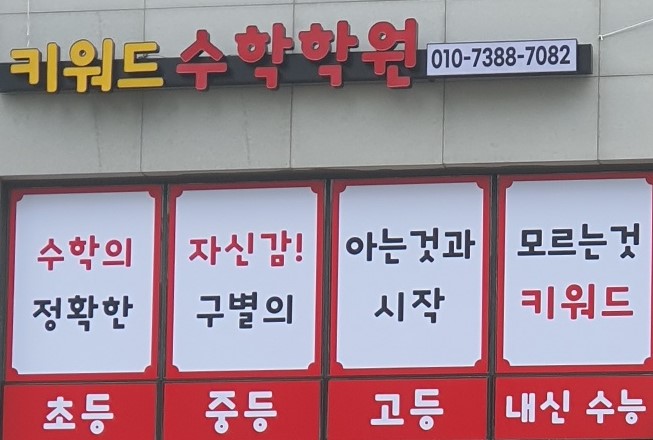 키워드 수학학원 010-7388-7082
수학의 자신감! 아는것과 모르는것
정확한 구별의 시작 키워드
초등 중등 고등 내신 수능